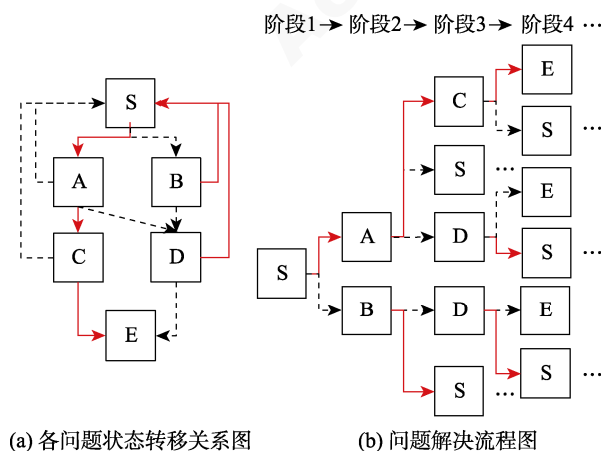 阶段1 阶段2 阶段3 阶段4 ···
S
A B
C D
E
E
C
S ···
S ···
E
A D
S ···
S
B D E
S ···
S ···
(a) 各问题状态转移关系图
(b) 问题解决流程图